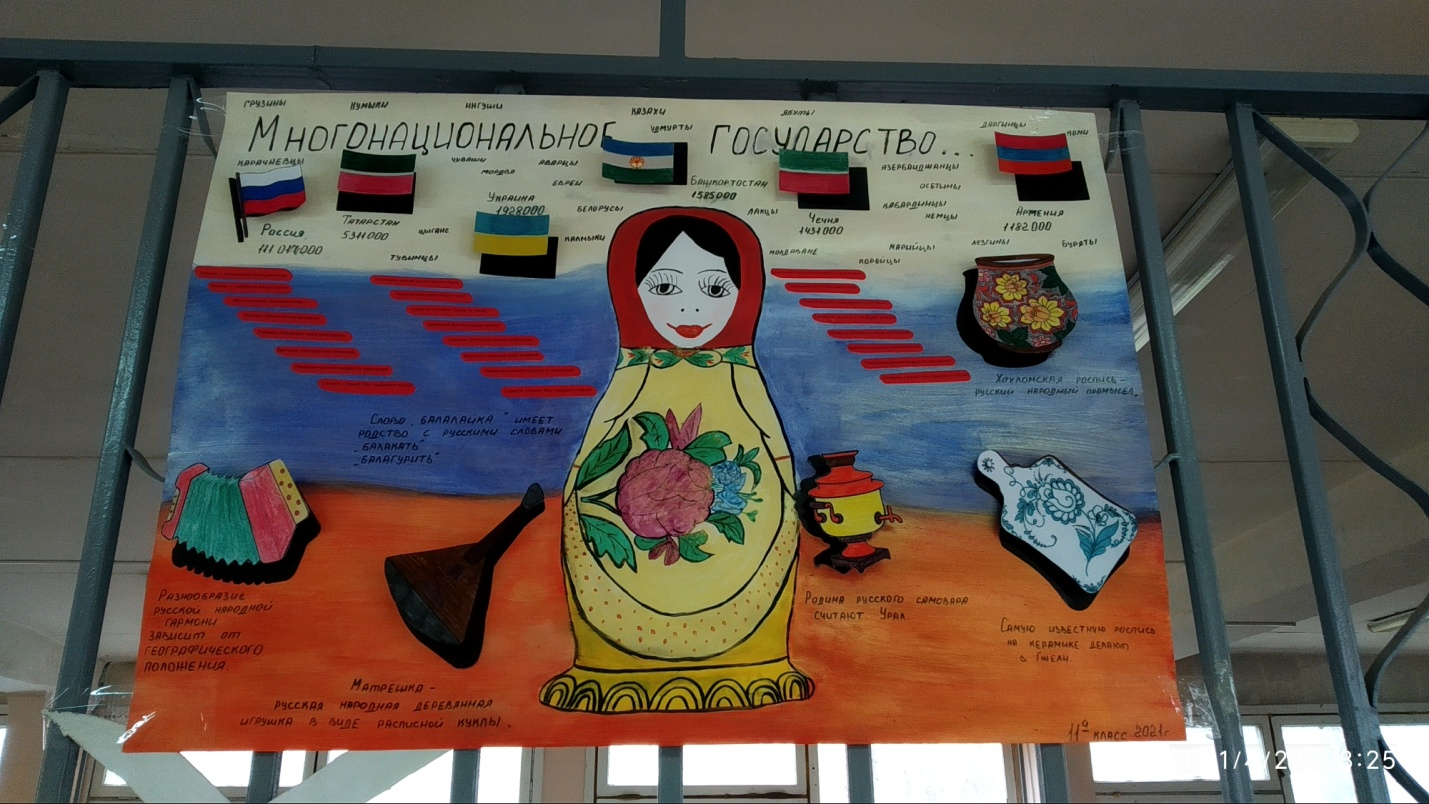 грузины кумыки ингуши казахи якуты даргинцы
Многонациональное государство...
удмурты коми
карачаевцы чуваши аварцы азербайджанцы
мордва
евреи осетины
Россия
111 017 000
Татарстан
5311000
цыгане
тувинцы
Украина
1928000
белорусы
калмыки
Башкортостан
1585000
лакцы
Чечня
1431000
кабардинцы
немцы
молдаване
марийцы
корейцы
Армения
1182000
лезгины
буряты
Хохломская роспись -
русский народный промысел.
Слово „балалайка" имеет
родство с русскими словами
„балакать"
„балагурить"
Разнообразие
русской народной
гармони
зависит от
географического
положения.
Матрешка -
русская народная деревянная
игрушка в виде расписной куклы.
Родина русского самовара
считают Урал.
Самую известную роспись
на керамике делают
в Гжели.
11а класс 2021г